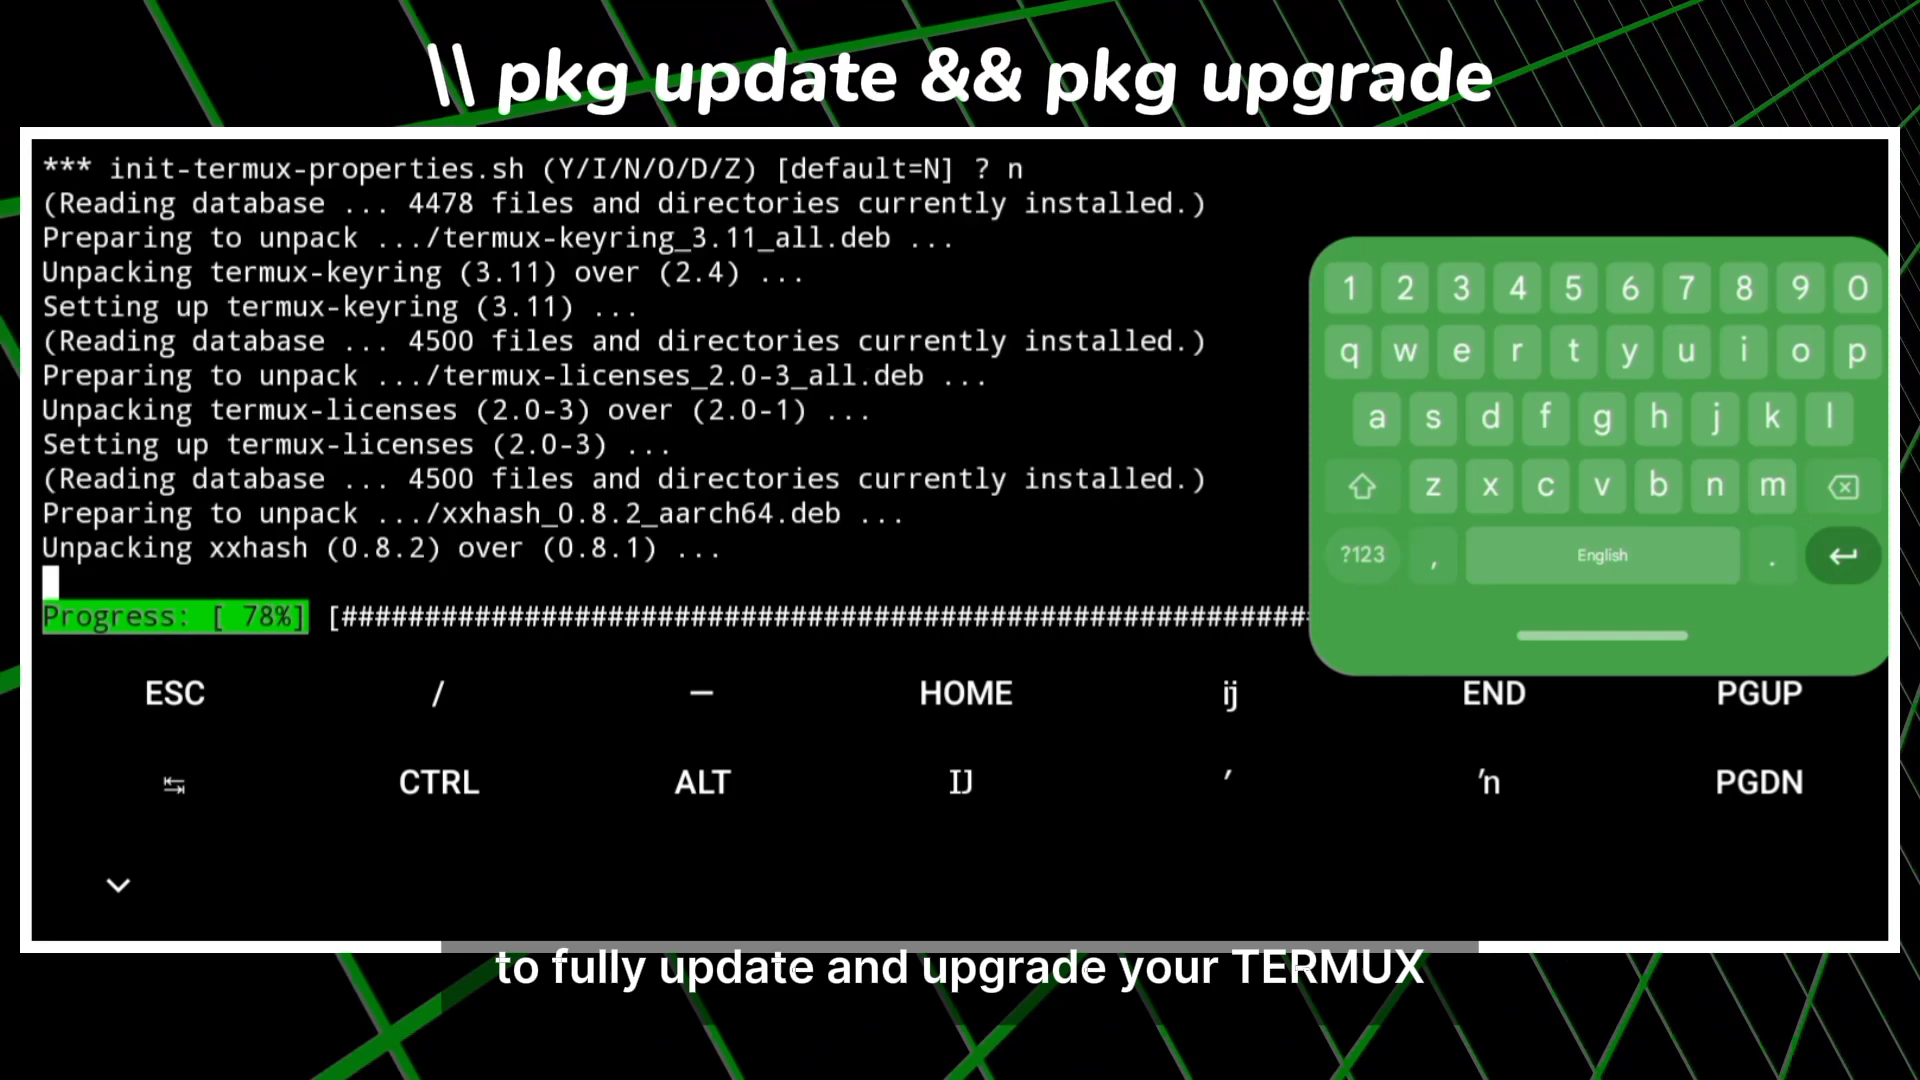 \\ pkg update && pkg upgrade
*** init-termux-properties.sh (Y/I/N/O/D/Z) [default=N] ? n
(Reading database ... 4478 files and directories currently installed.)
Preparing to unpack .../termux-keyring_3.11_all.deb ...
Unpacking termux-keyring (3.11) over (2.4) ...
Setting up termux-keyring (3.11) ...
(Reading database ... 4500 files and directories currently installed.)
Preparing to unpack .../termux-licenses_2.0-3_all.deb ...
Unpacking termux-licenses (2.0-3) over (2.0-1) ...
Setting up termux-licenses (2.0-3) ...
(Reading database ... 4500 files and directories currently installed.)
Preparing to unpack .../xxhash_0.8.2_aarch64.deb ...
Unpacking xxhash (0.8.2) over (0.8.1) ...
Progress: [ 78%] [##########################################################
1 2 3 4 5 6 7 8 9 0
q w e r t y u i o p
a s d f g h j k l
z x c v b n m
?123 , English .
ESC / — HOME ĳ END PGUP
↹ CTRL ALT Ĳ ′ ŉ PGDN
to fully update and upgrade your TERMUX